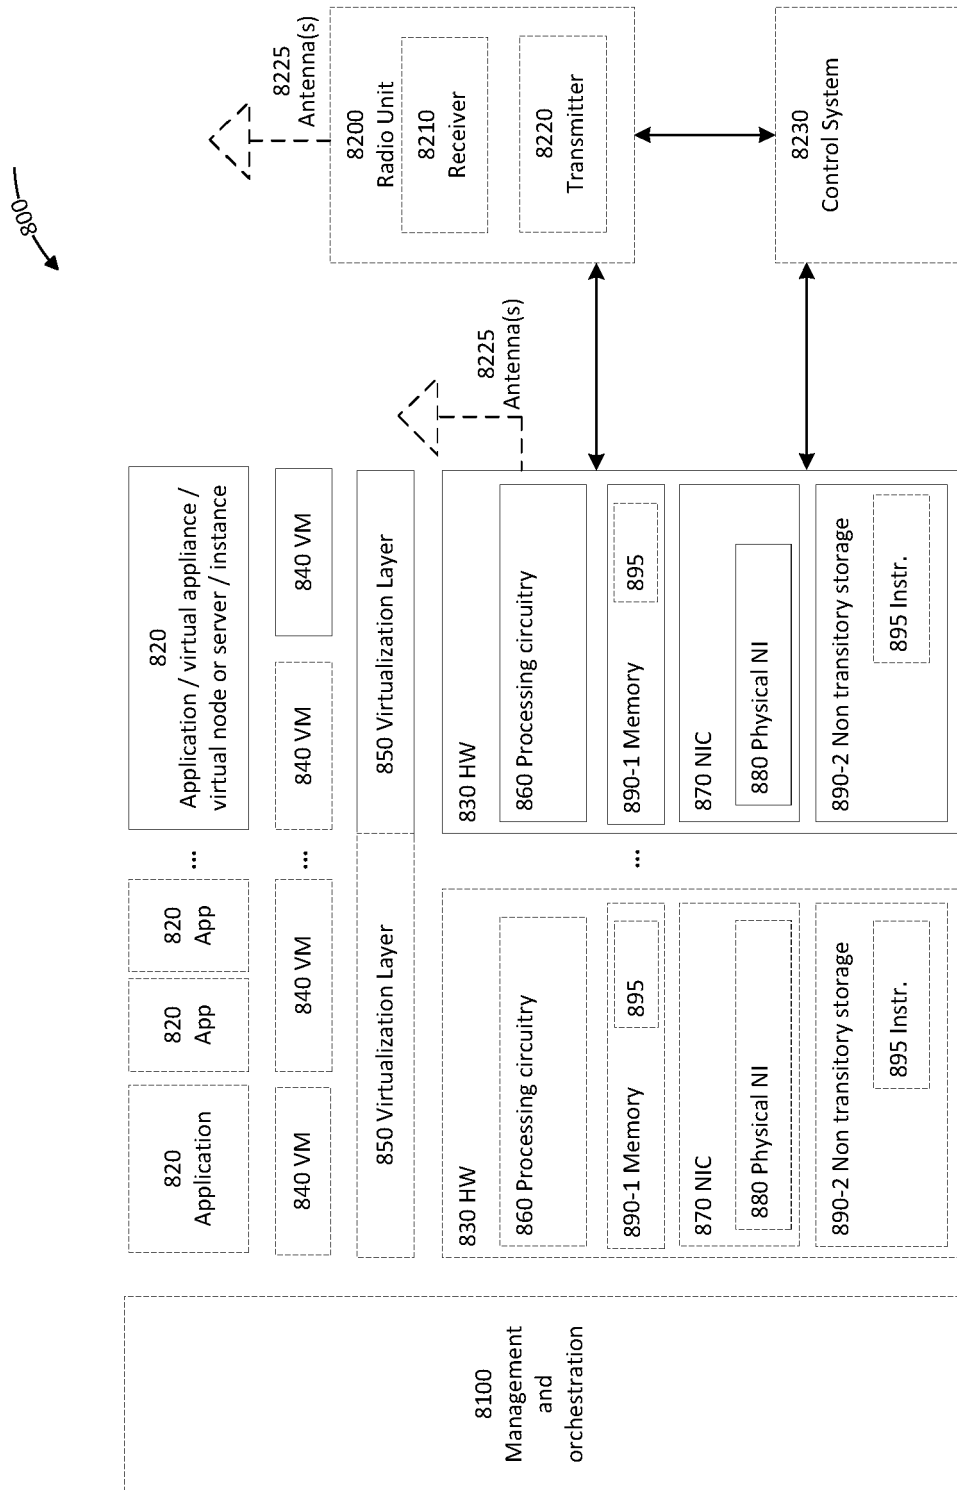 800
8100
Management
and
orchestration
820
Application
820
App
820
App
...
820
Application / virtual appliance /
virtual node or server / instance
840 VM
840 VM
...
840 VM
840 VM
850 Virtualization Layer
850 Virtualization Layer
830 HW
860 Processing circuitry
890-1 Memory
895
870 NIC
880 Physical NI
890-2 Non transitory storage
895 Instr.
...
830 HW
860 Processing circuitry
890-1 Memory
895
870 NIC
880 Physical NI
890-2 Non transitory storage
895 Instr.
8225
Antenna(s)
8225
Antenna(s)
8200
Radio Unit
8210
Receiver
8220
Transmitter
8230
Control System